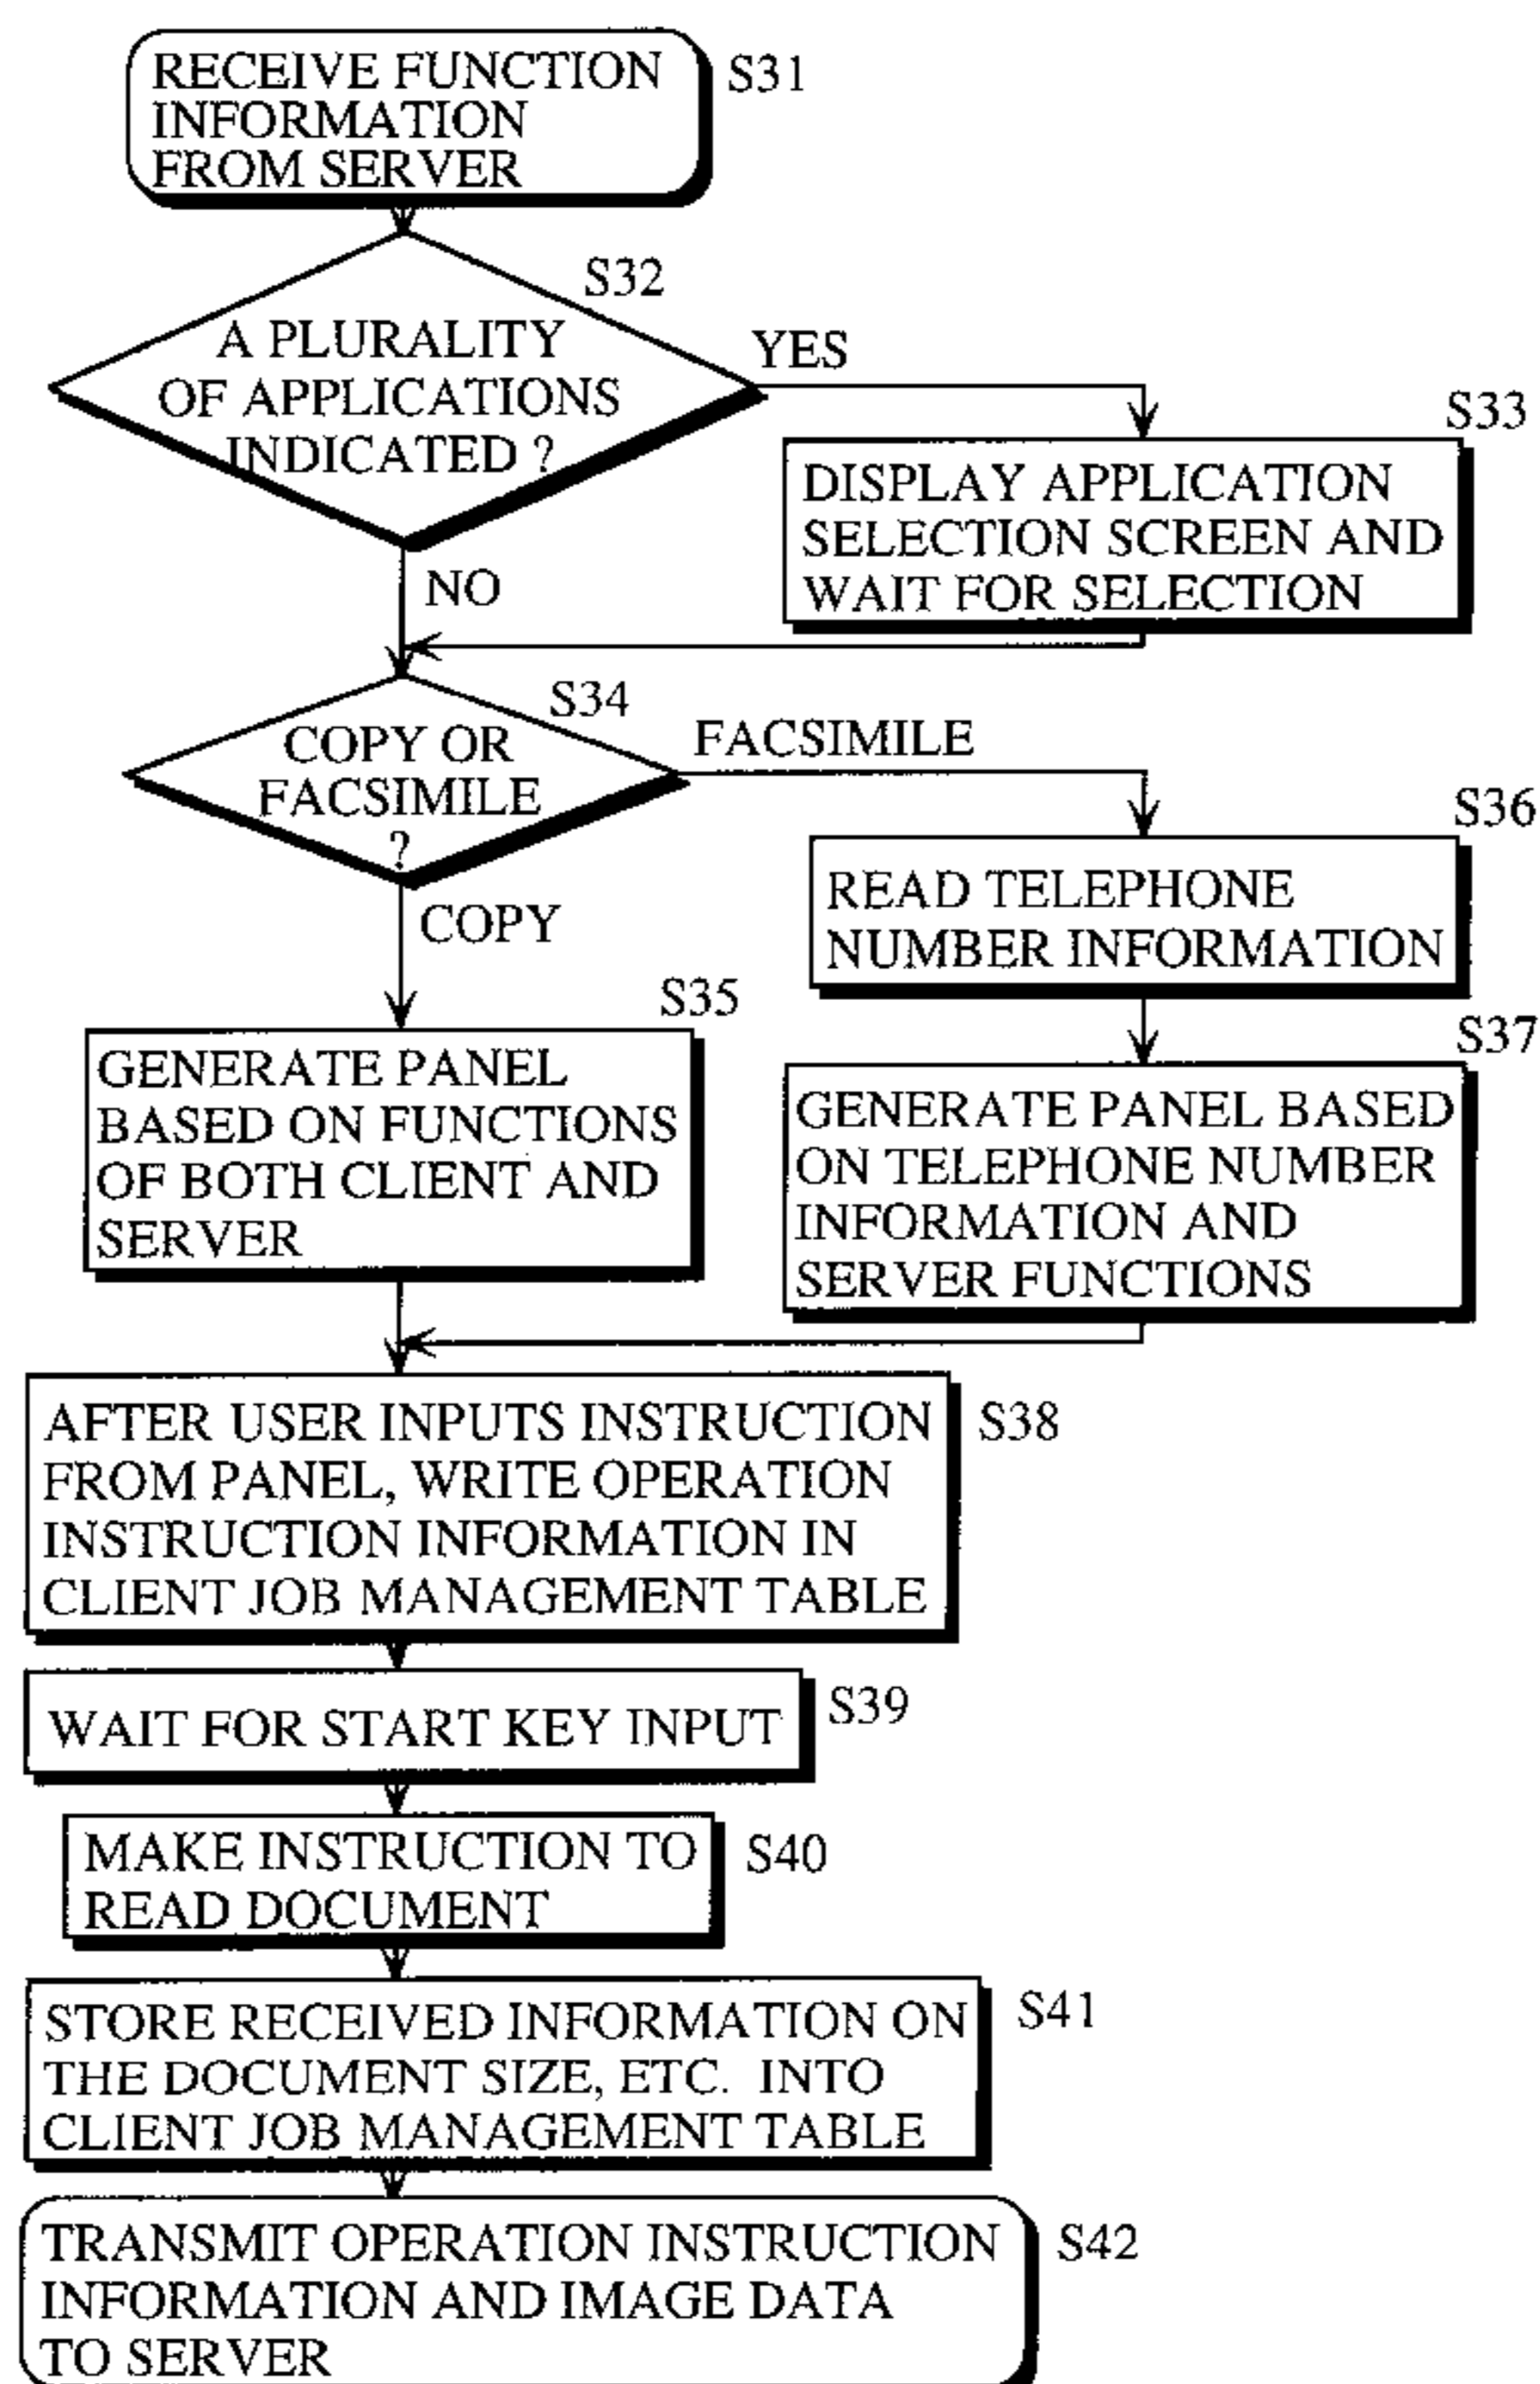 RECEIVE FUNCTION
INFORMATION
FROM SERVER
S31
S32
A PLURALITY
OF APPLICATIONS
INDICATED ?
YES
S33
DISPLAY APPLICATION
SELECTION SCREEN AND
WAIT FOR SELECTION
NO
S34
COPY OR
FACSIMILE
?
FACSIMILE
S36
READ TELEPHONE
NUMBER INFORMATION
COPY
S35
GENERATE PANEL
BASED ON FUNCTIONS
OF BOTH CLIENT AND
SERVER
S37
GENERATE PANEL BASED
ON TELEPHONE NUMBER
INFORMATION AND
SERVER FUNCTIONS
AFTER USER INPUTS INSTRUCTION
FROM PANEL, WRITE OPERATION
INSTRUCTION INFORMATION IN
CLIENT JOB MANAGEMENT TABLE
S38
WAIT FOR START KEY INPUT
S39
MAKE INSTRUCTION TO
READ DOCUMENT
S40
STORE RECEIVED INFORMATION ON
THE DOCUMENT SIZE, ETC. INTO
CLIENT JOB MANAGEMENT TABLE
S41
TRANSMIT OPERATION INSTRUCTION
INFORMATION AND IMAGE DATA
TO SERVER
S42